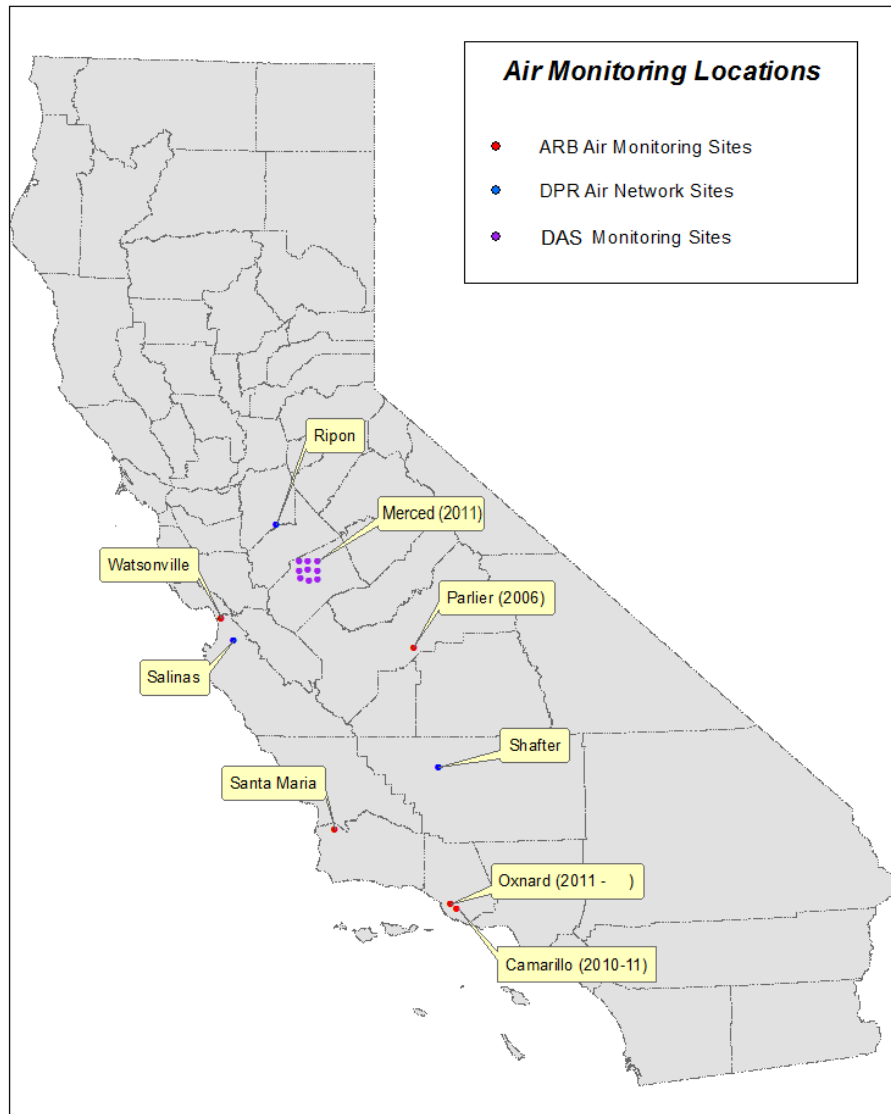 Air Monitoring Locations
ARB Air Monitoring Sites
DPR Air Network Sites
DAS Monitoring Sites
Ripon
Merced (2011)
Watsonville
Parlier (2006)
Salinas
Shafter
Santa Maria
Oxnard (2011 - )
Camarillo (2010-11)